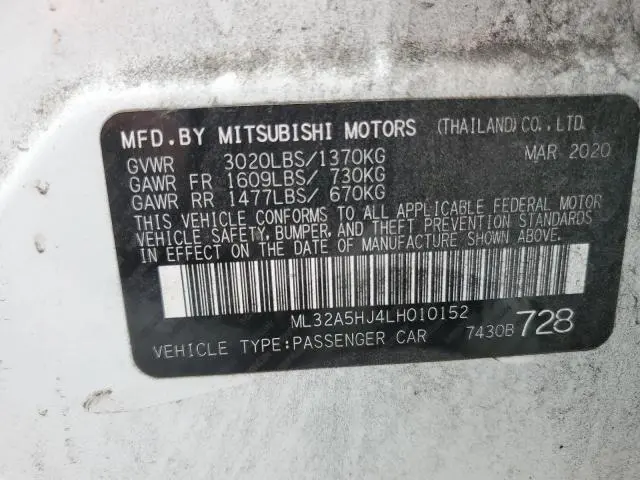 MFD.BY MITSUBISHI MOTORS (THAILAND)CO.,LTD.
GVWR 3020LBS/1370KG MAR 2020
GAWR FR 1609LBS/ 730KG
GAWR RR 1477LBS/ 670KG
THIS VEHICLE CONFORMS TO ALL APPLICABLE FEDERAL MOTOR
VEHICLE SAFETY, BUMPER, AND THEFT PREVENTION STANDARDS
IN EFFECT ON THE DATE OF MANUFACTURE SHOWN ABOVE.
ML32A5HJ4LH010152
VEHICLE TYPE:PASSENGER CAR 7430B 728